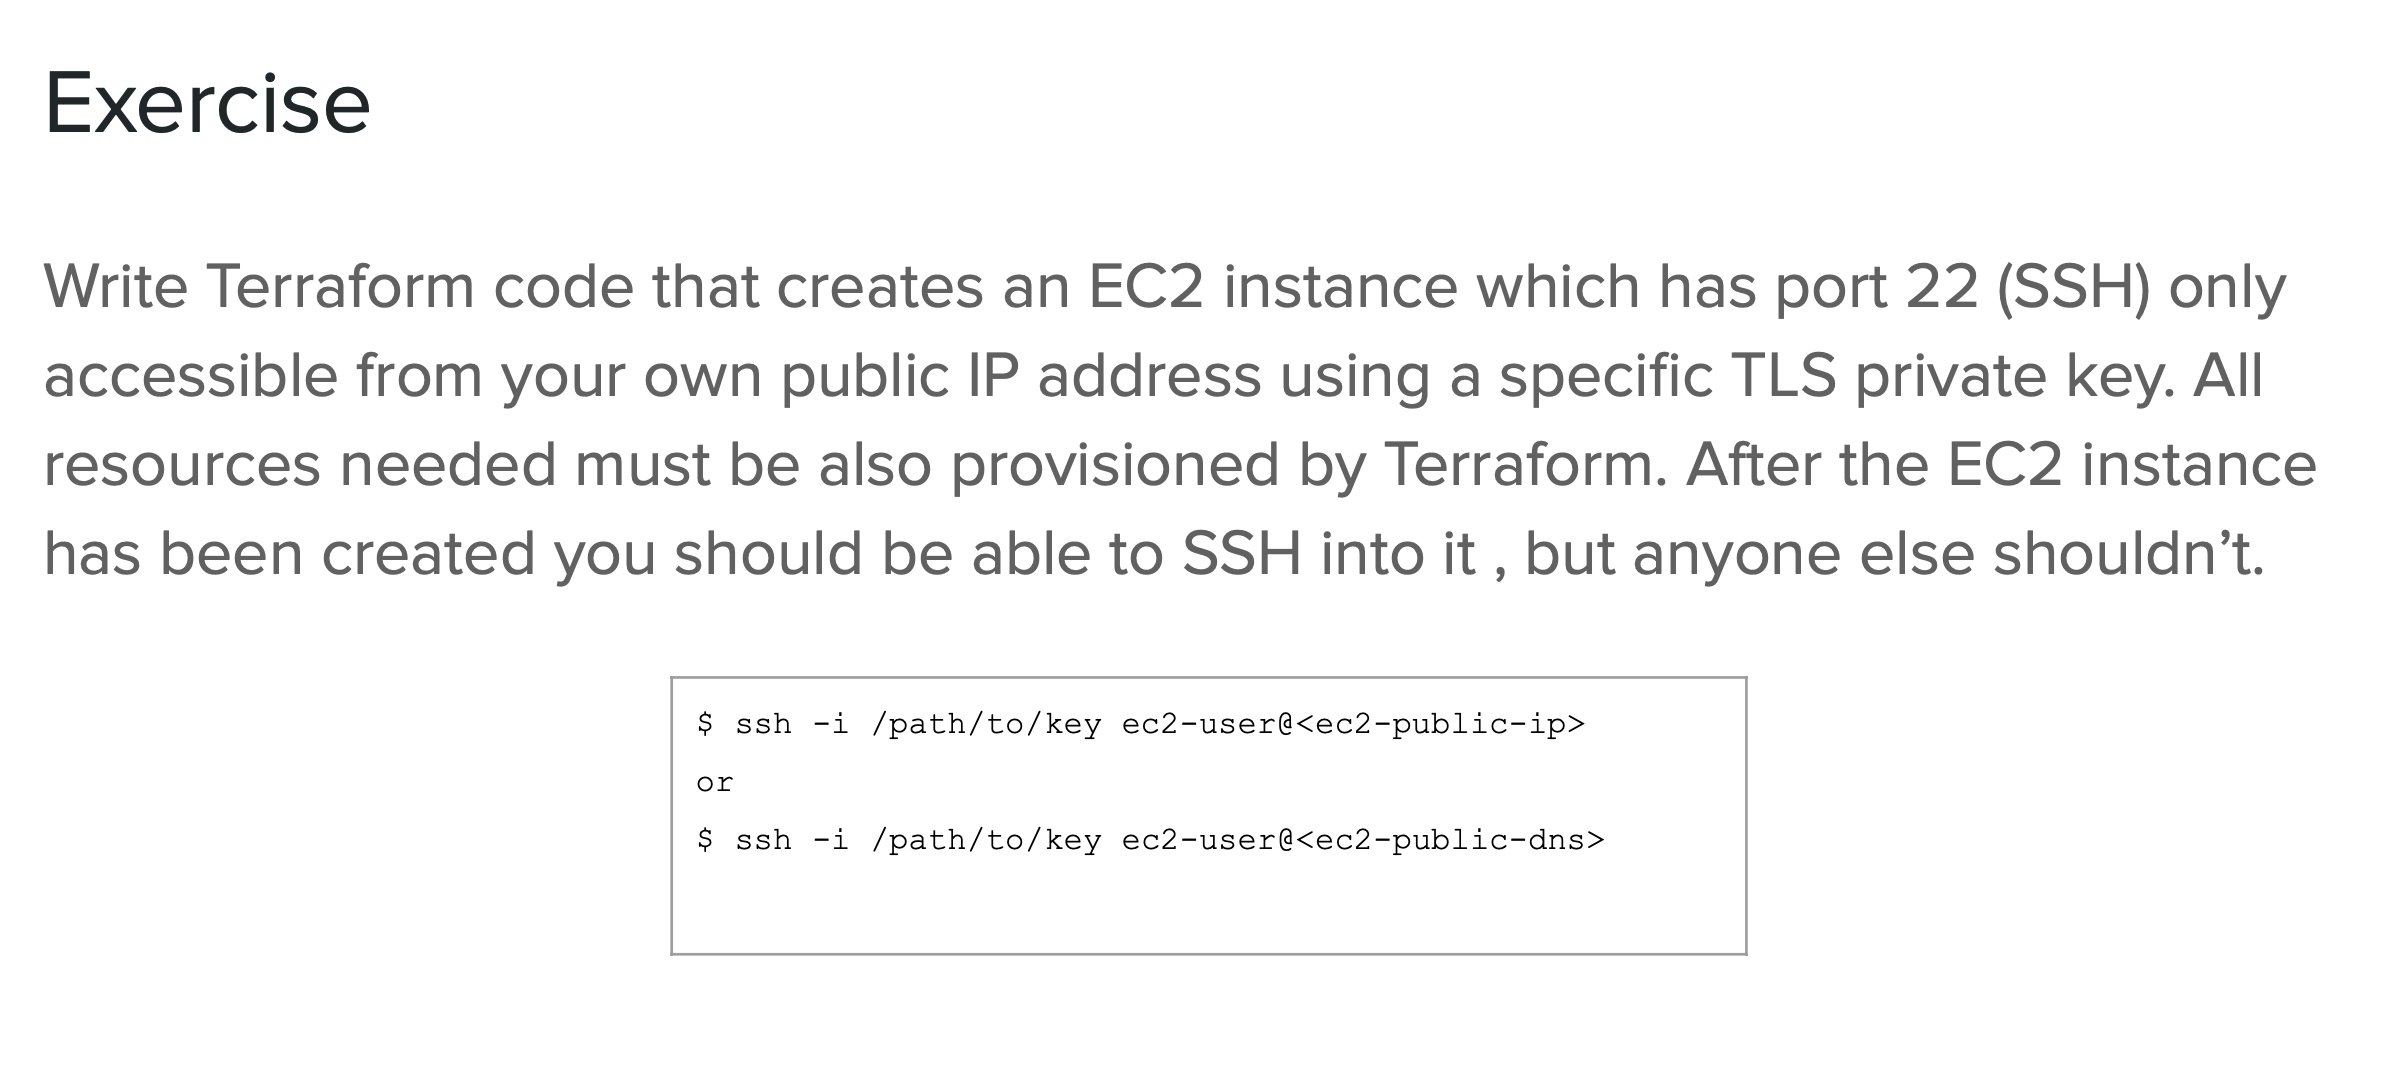 Exercise
Write Terraform code that creates an EC2 instance which has port 22 (SSH) only
accessible from your own public IP address using a specific TLS private key. All
resources needed must be also provisioned by Terraform. After the EC2 instance
has been created you should be able to SSH into it , but anyone else shouldn’t.
$ ssh -i /path/to/key ec2-user@<ec2-public-ip>
or
$ ssh -i /path/to/key ec2-user@<ec2-public-dns>